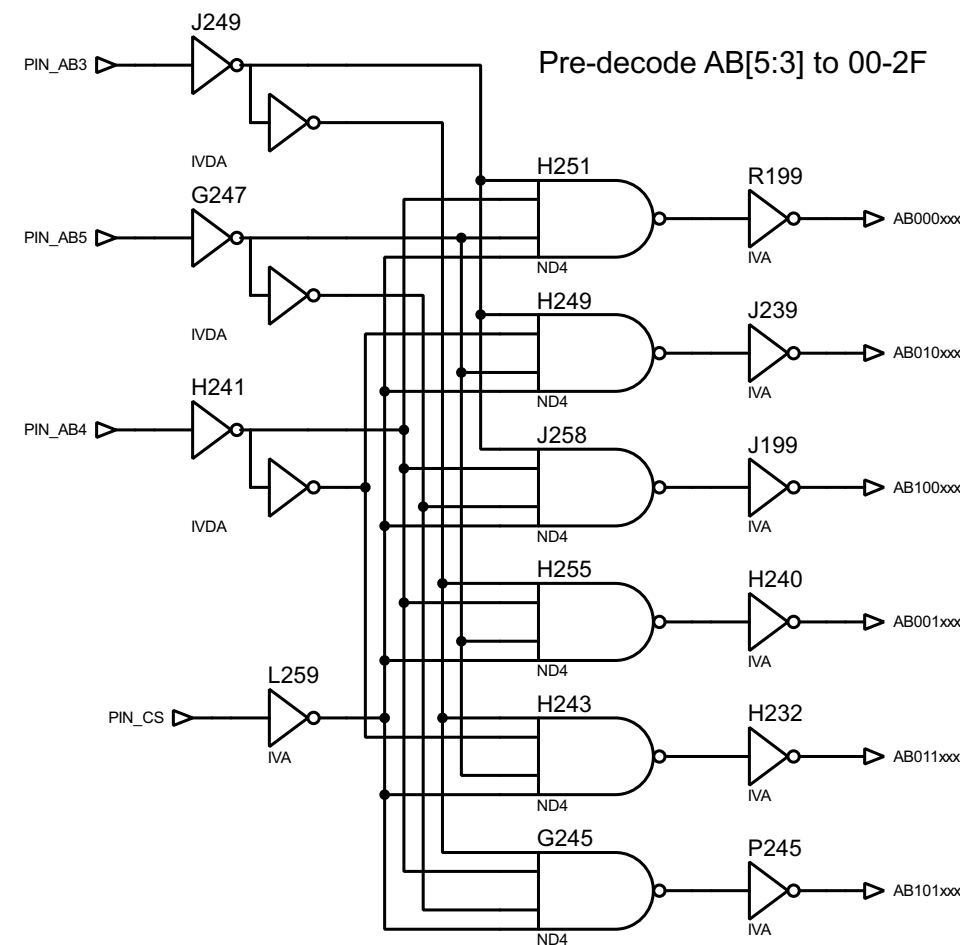 J249
PIN_AB3
Pre-decode AB[5:3] to 00-2F
IVDA
G247
PIN_AB5
IVDA
H241
PIN_AB4
IVDA
L259
PIN_CS
IVA
H251
ND4
R199
IVA
AB000xxx
H249
ND4
J239
IVA
AB010xxx
J258
ND4
J199
IVA
AB100xxx
H255
ND4
H240
IVA
AB001xxx
H243
ND4
H232
IVA
AB011xxx
G245
ND4
P245
IVA
AB101xxx